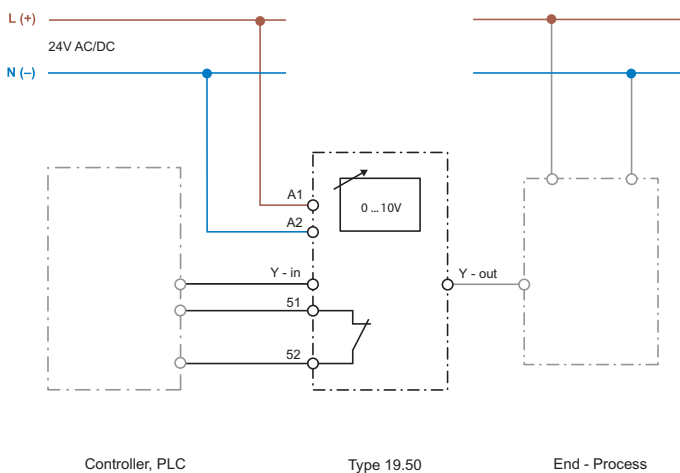 L (+)
24V AC/DC
N (–)
A1
0 ... 10V
A2
Y - in
Y - out
51
52
Controller, PLC
Type 19.50
End - Process